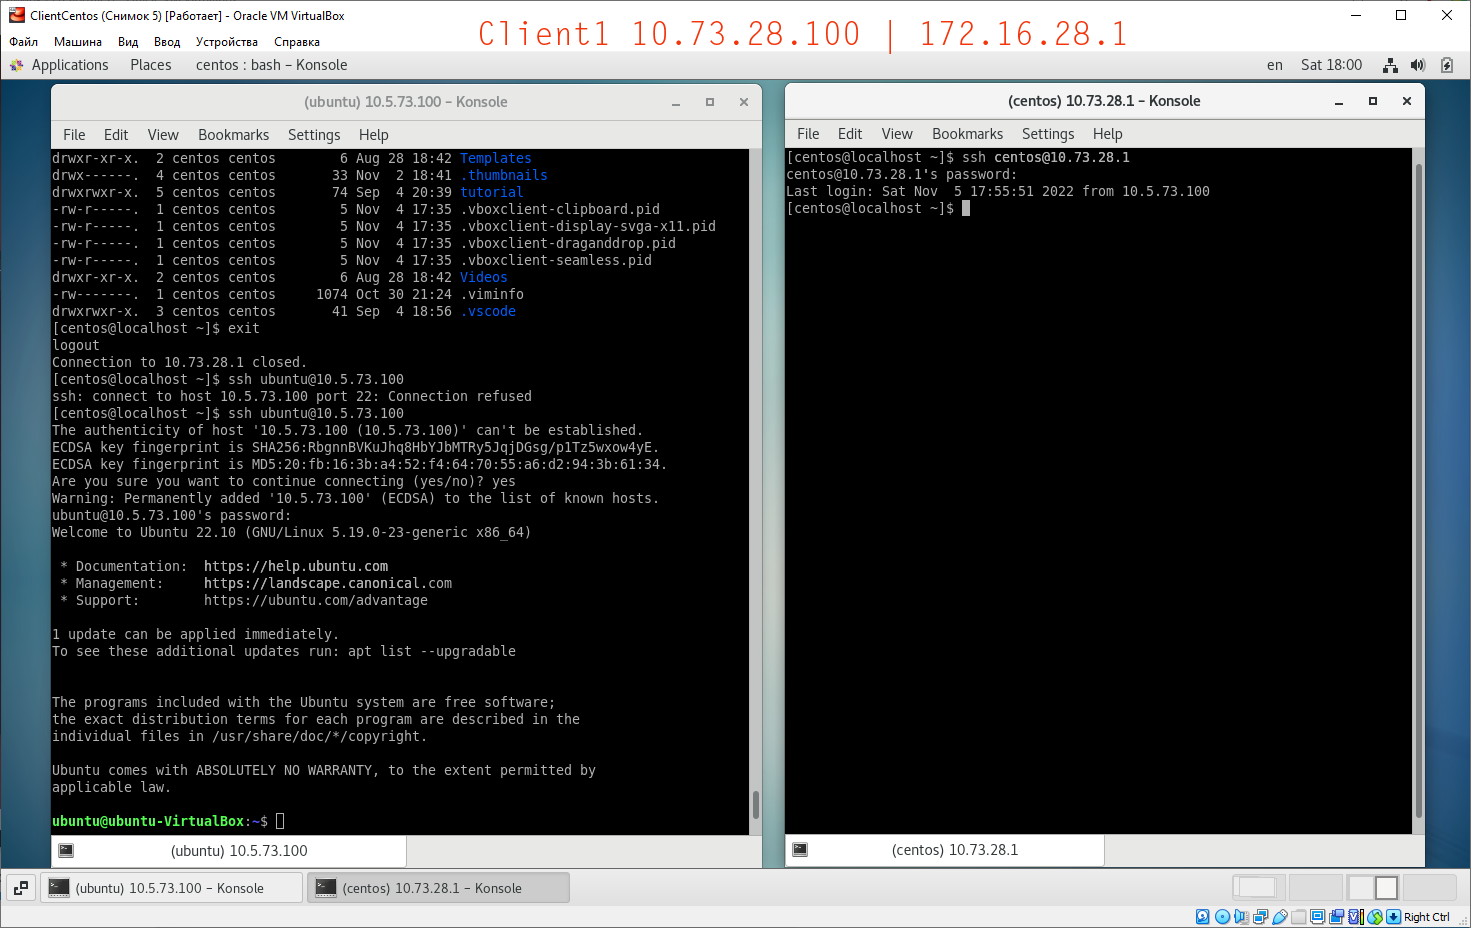 ClientCentos (Снимок 5) [Работает] - Oracle VM VirtualBox
Файл Машина Вид Ввод Устройства Справка
Client1 10.73.28.100 | 172.16.28.1
Applications Places centos : bash – Konsole en Sat 18:00
(ubuntu) 10.5.73.100 – Konsole
File Edit View Bookmarks Settings Help
drwxr-xr-x. 2 centos centos 6 Aug 28 18:42 Templates
drwx------. 4 centos centos 33 Nov 2 18:41 .thumbnails
drwxrwxr-x. 5 centos centos 74 Sep 4 20:39 tutorial
-rw-r-----. 1 centos centos 5 Nov 4 17:35 .vboxclient-clipboard.pid
-rw-r-----. 1 centos centos 5 Nov 4 17:35 .vboxclient-display-svga-x11.pid
-rw-r-----. 1 centos centos 5 Nov 4 17:35 .vboxclient-draganddrop.pid
-rw-r-----. 1 centos centos 5 Nov 4 17:35 .vboxclient-seamless.pid
drwxr-xr-x. 2 centos centos 6 Aug 28 18:42 Videos
-rw-------. 1 centos centos 1074 Oct 30 21:24 .viminfo
drwxrwxr-x. 3 centos centos 41 Sep 4 18:56 .vscode
[centos@localhost ~]$ exit
logout
Connection to 10.73.28.1 closed.
[centos@localhost ~]$ ssh ubuntu@10.5.73.100
ssh: connect to host 10.5.73.100 port 22: Connection refused
[centos@localhost ~]$ ssh ubuntu@10.5.73.100
The authenticity of host '10.5.73.100 (10.5.73.100)' can't be established.
ECDSA key fingerprint is SHA256:RbgnnBVKuJhq8HbYJbMTRy5JqjDGsg/p1Tz5wxow4yE.
ECDSA key fingerprint is MD5:20:fb:16:3b:a4:52:f4:64:70:55:a6:d2:94:3b:61:34.
Are you sure you want to continue connecting (yes/no)? yes
Warning: Permanently added '10.5.73.100' (ECDSA) to the list of known hosts.
ubuntu@10.5.73.100's password:
Welcome to Ubuntu 22.10 (GNU/Linux 5.19.0-23-generic x86_64)
* Documentation: https://help.ubuntu.com
* Management: https://landscape.canonical.com
* Support: https://ubuntu.com/advantage
1 update can be applied immediately.
To see these additional updates run: apt list --upgradable
The programs included with the Ubuntu system are free software;
the exact distribution terms for each program are described in the
individual files in /usr/share/doc/*/copyright.
Ubuntu comes with ABSOLUTELY NO WARRANTY, to the extent permitted by
applicable law.
ubuntu@ubuntu-VirtualBox:~$
(ubuntu) 10.5.73.100
(centos) 10.73.28.1 – Konsole
File Edit View Bookmarks Settings Help
[centos@localhost ~]$ ssh centos@10.73.28.1
centos@10.73.28.1's password:
Last login: Sat Nov 5 17:55:51 2022 from 10.5.73.100
[centos@localhost ~]$
(centos) 10.73.28.1
(ubuntu) 10.5.73.100 – Konsole
(centos) 10.73.28.1 – Konsole
Right Ctrl